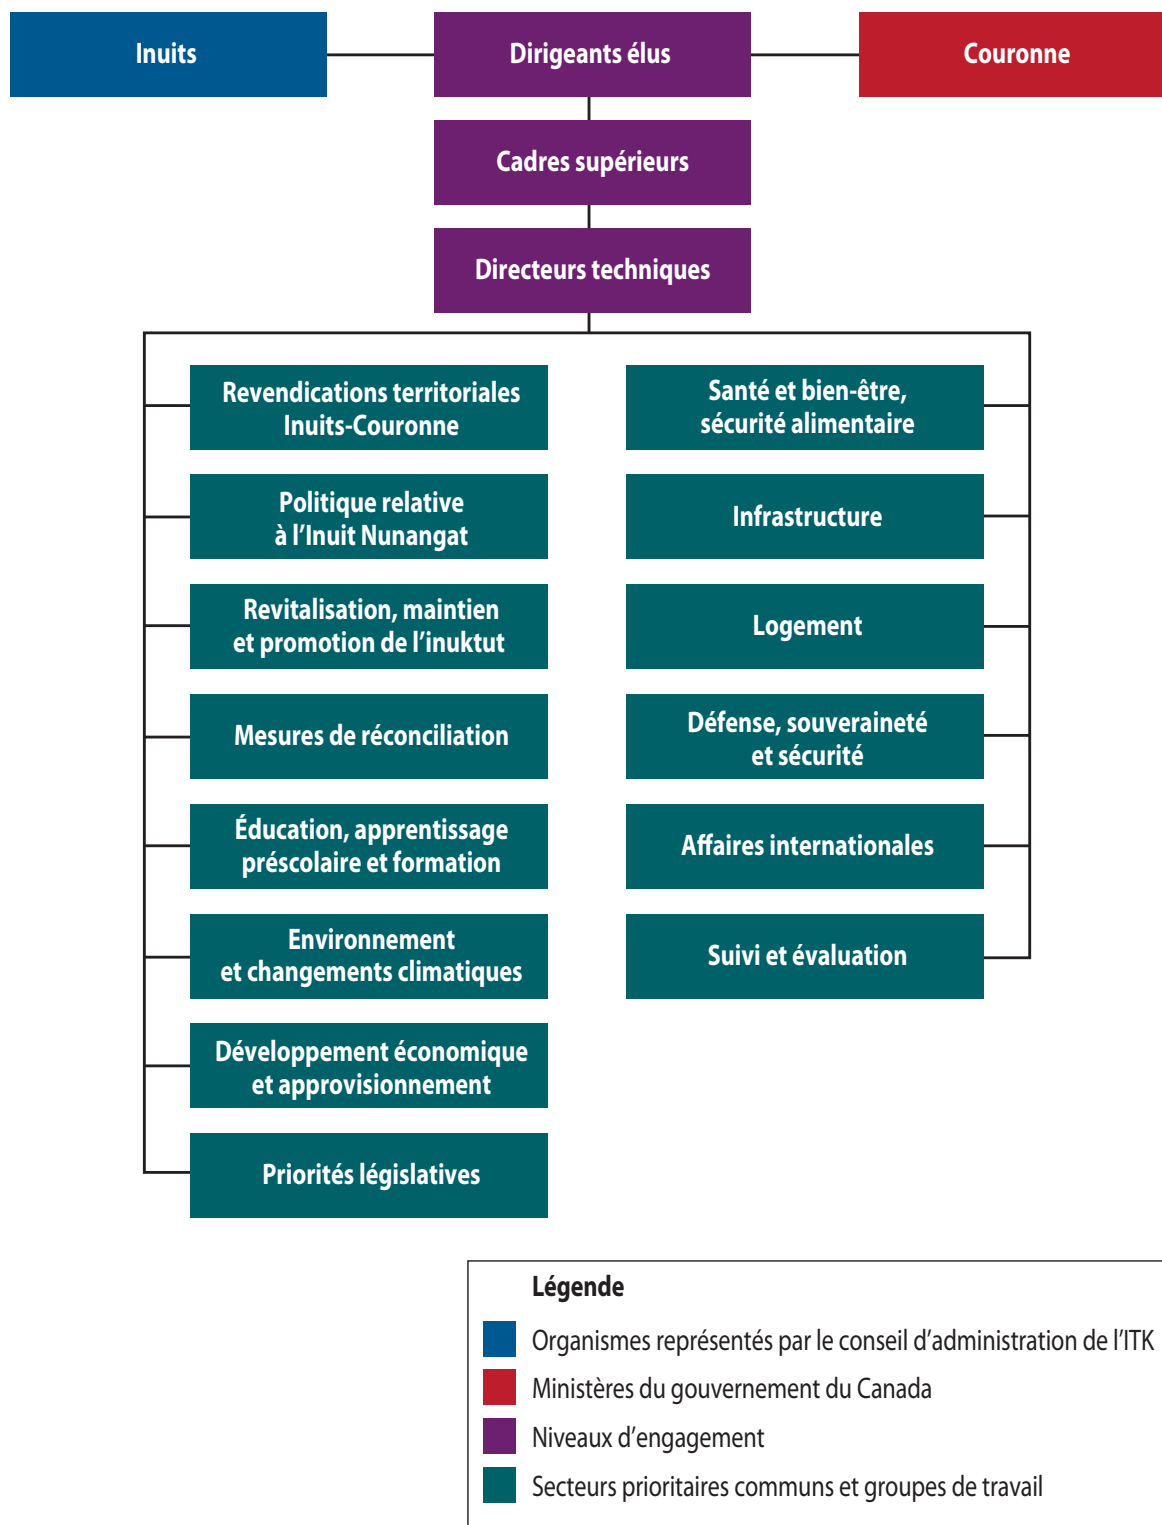 Inuits
Dirigeants élus
Couronne
Cadres supérieurs
Directeurs techniques
Revendications territoriales
Inuits-Couronne
Politique relative
à l’Inuit Nunangat
Revitalisation, maintien
et promotion de l’inuktut
Mesures de réconciliation
Éducation, apprentissage
préscolaire et formation
Environnement
et changements climatiques
Développement économique
et approvisionnement
Priorités législatives
Santé et bien-être,
sécurité alimentaire
Infrastructure
Logement
Défense, souveraineté
et sécurité
Affaires internationales
Suivi et évaluation
Légende
Organismes représentés par le conseil d’administration de l’ITK
Ministères du gouvernement du Canada
Niveaux d’engagement
Secteurs prioritaires communs et groupes de travail